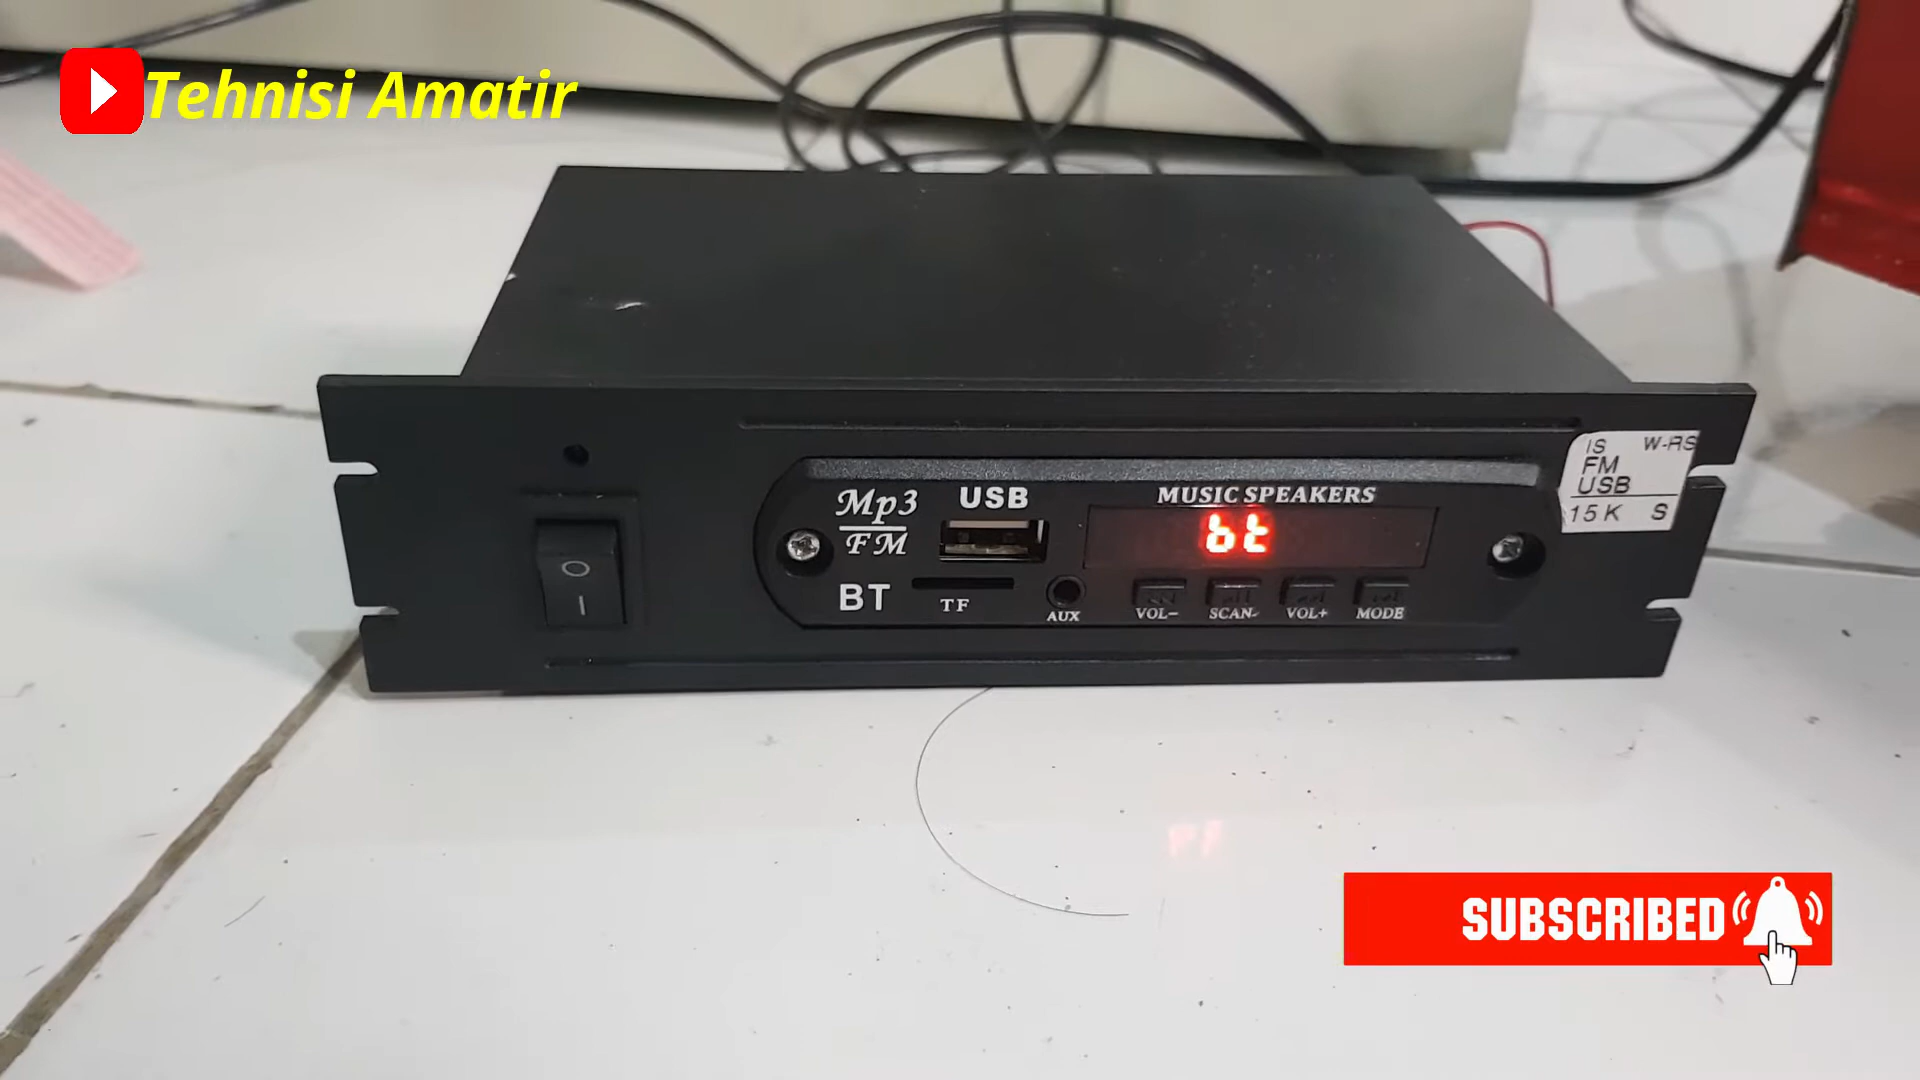 Tehnisi Amatir
IS W-RS
FM
USB
15K S
Mp3
FM
USB
MUSIC SPEAKERS
bt
BT
TF
AUX
VOL-
SCAN
VOL+
MODE
O
I
SUBSCRIBED